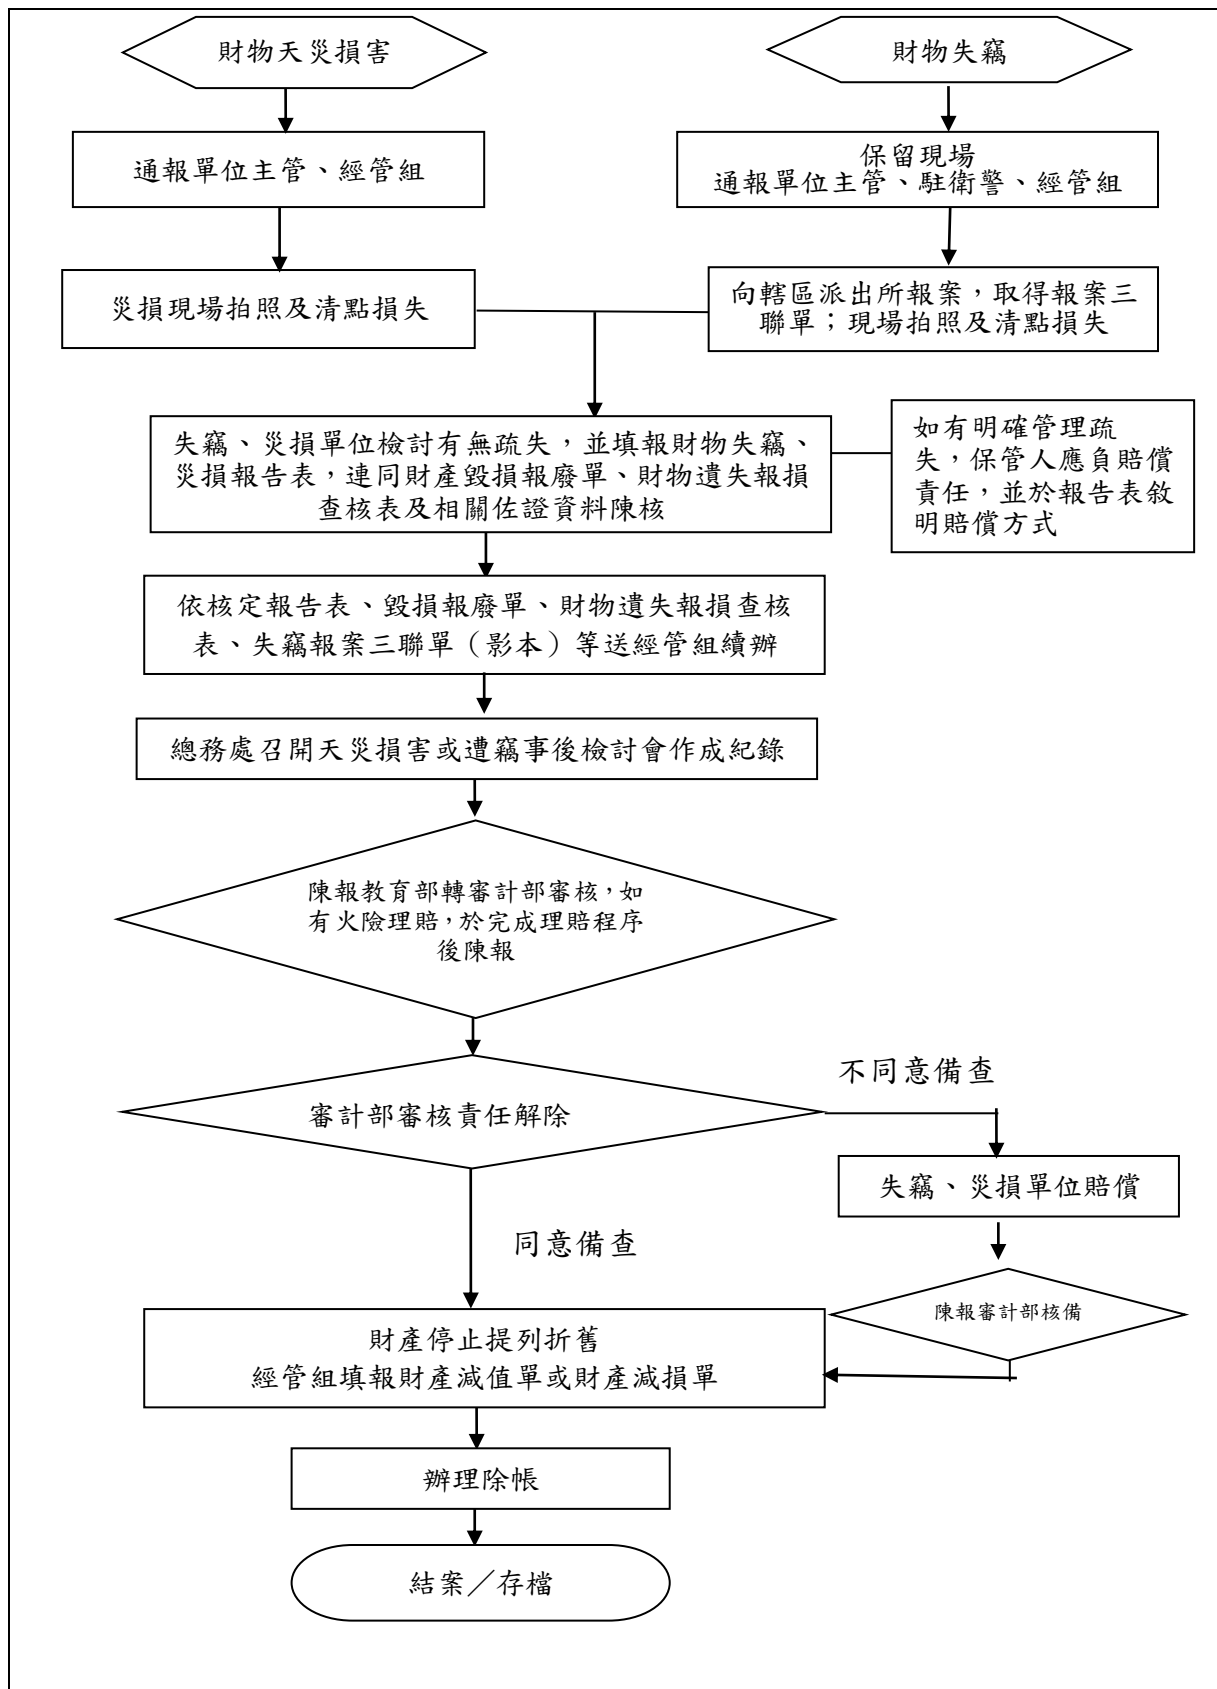 財物天災損害
財物失竊
通報單位主管、經管組
保留現場
通報單位主管、駐衛警、經管組
災損現場拍照及清點損失
向轄區派出所報案，取得報案三
聯單；現場拍照及清點損失
失竊、災損單位檢討有無疏失，並填報財物失竊、
災損報告表，連同財產毀損報廢單、財物遺失報損
查核表及相關佐證資料陳核
如有明確管理疏
失，保管人應負賠償
責任，並於報告表敘
明賠償方式
依核定報告表、毀損報廢單、財物遺失報損查核
表、失竊報案三聯單（影本）等送經管組續辦
總務處召開天災損害或遭竊事後檢討會作成紀錄
陳報教育部轉審計部審核，如
有火險理賠，於完成理賠程序
後陳報
不同意備查
審計部審核責任解除
失竊、災損單位賠償
同意備查
陳報審計部核備
財產停止提列折舊
經管組填報財產減值單或財產減損單
辦理除帳
結案／存檔